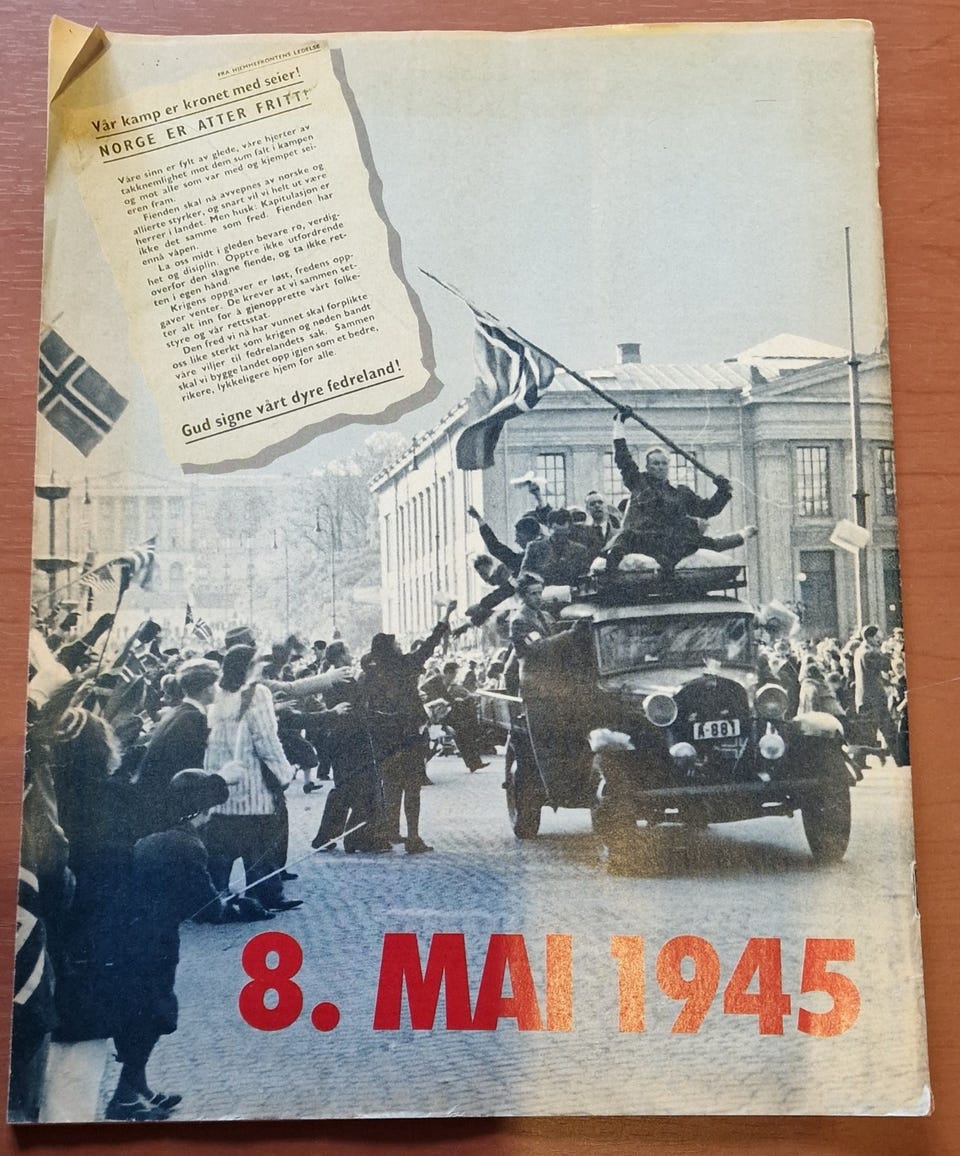 FRA HJEMMEFRONTENS LEDELSE
Vår kamp er kronet med seier!
NORGE ER ATTER FRITT!
Våre sinn er fylt av glede, våre hjerter av
takknemlighet mot dem som falt i kampen
og mot alle som var med og kjempet sei-
eren fram.
Fienden skal nå avvepnes av norske og
allierte styrker, og snart vil vi helt ut være
herrer i landet. Men husk: Kapitulasjon er
ikke det samme som fred. Fienden har
ennå våpen.
La oss midt i gleden bevare ro, verdig-
het og disiplin. Opptre ikke utfordrende
overfor den slagne fiende, og ta ikke ret-
ten i egen hånd.
Krigens oppgaver er løst, fredens opp-
gaver venter. De krever at vi sammen set-
ter alt inn for å gjenopprette vårt folke-
styre og vår rettsstat.
Den fred vi nå har vunnet skal forplikte
oss like sterkt som krigen og nøden bandt
våre viljer til fedrelandets sak. Sammen
skal vi bygge landet opp igjen som et bedre,
rikere, lykkeligere hjem for alle.
Gud signe vårt dyre fedreland!
A-881
8. MAI 1945